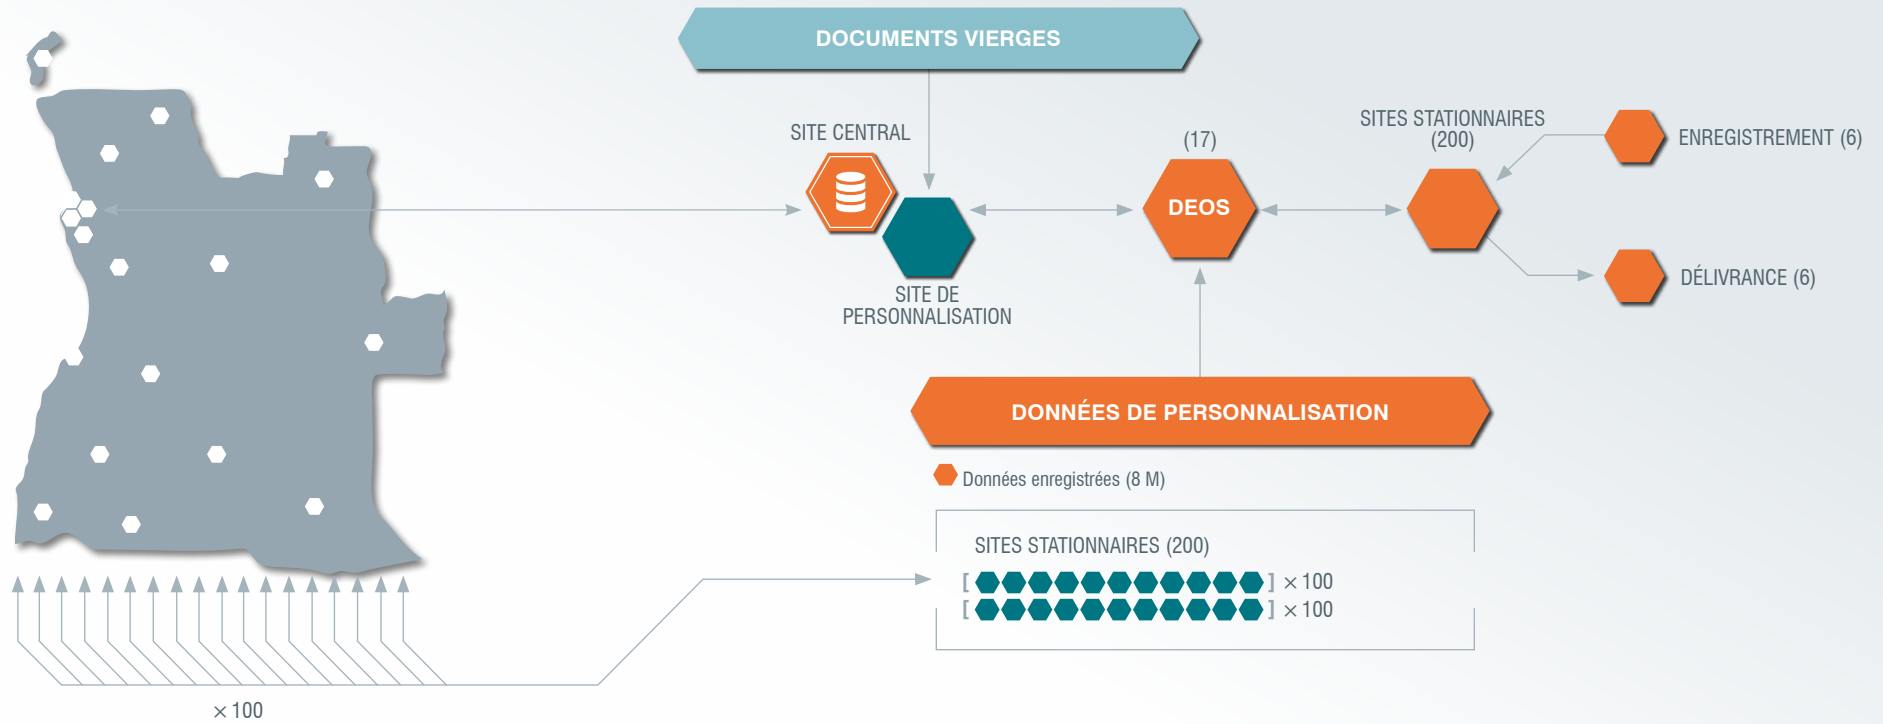 DOCUMENTS VIERGES
SITE CENTRAL
SITE DE
PERSONNALISATION
(17)
DEOS
SITES STATIONNAIRES
(200)
ENREGISTREMENT (6)
DÉLIVRANCE (6)
DONNÉES DE PERSONNALISATION
Données enregistrées (8 M)
SITES STATIONNAIRES (200)
[ ] × 100
[ ] × 100
× 100